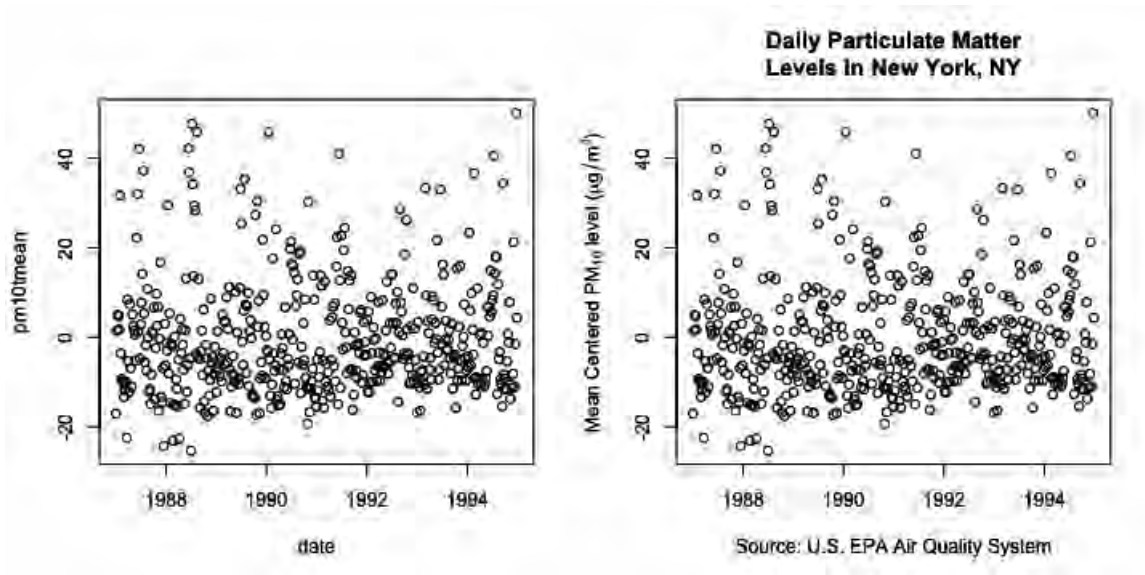 pm10tmean
40
20
0
-20
1988 1990 1992 1994
date
Daily Particulate Matter
Levels in New York, NY
Mean Centered PM₁₀ level (μg/m³)
40
20
0
-20
1988 1990 1992 1994
Source: U.S. EPA Air Quality System